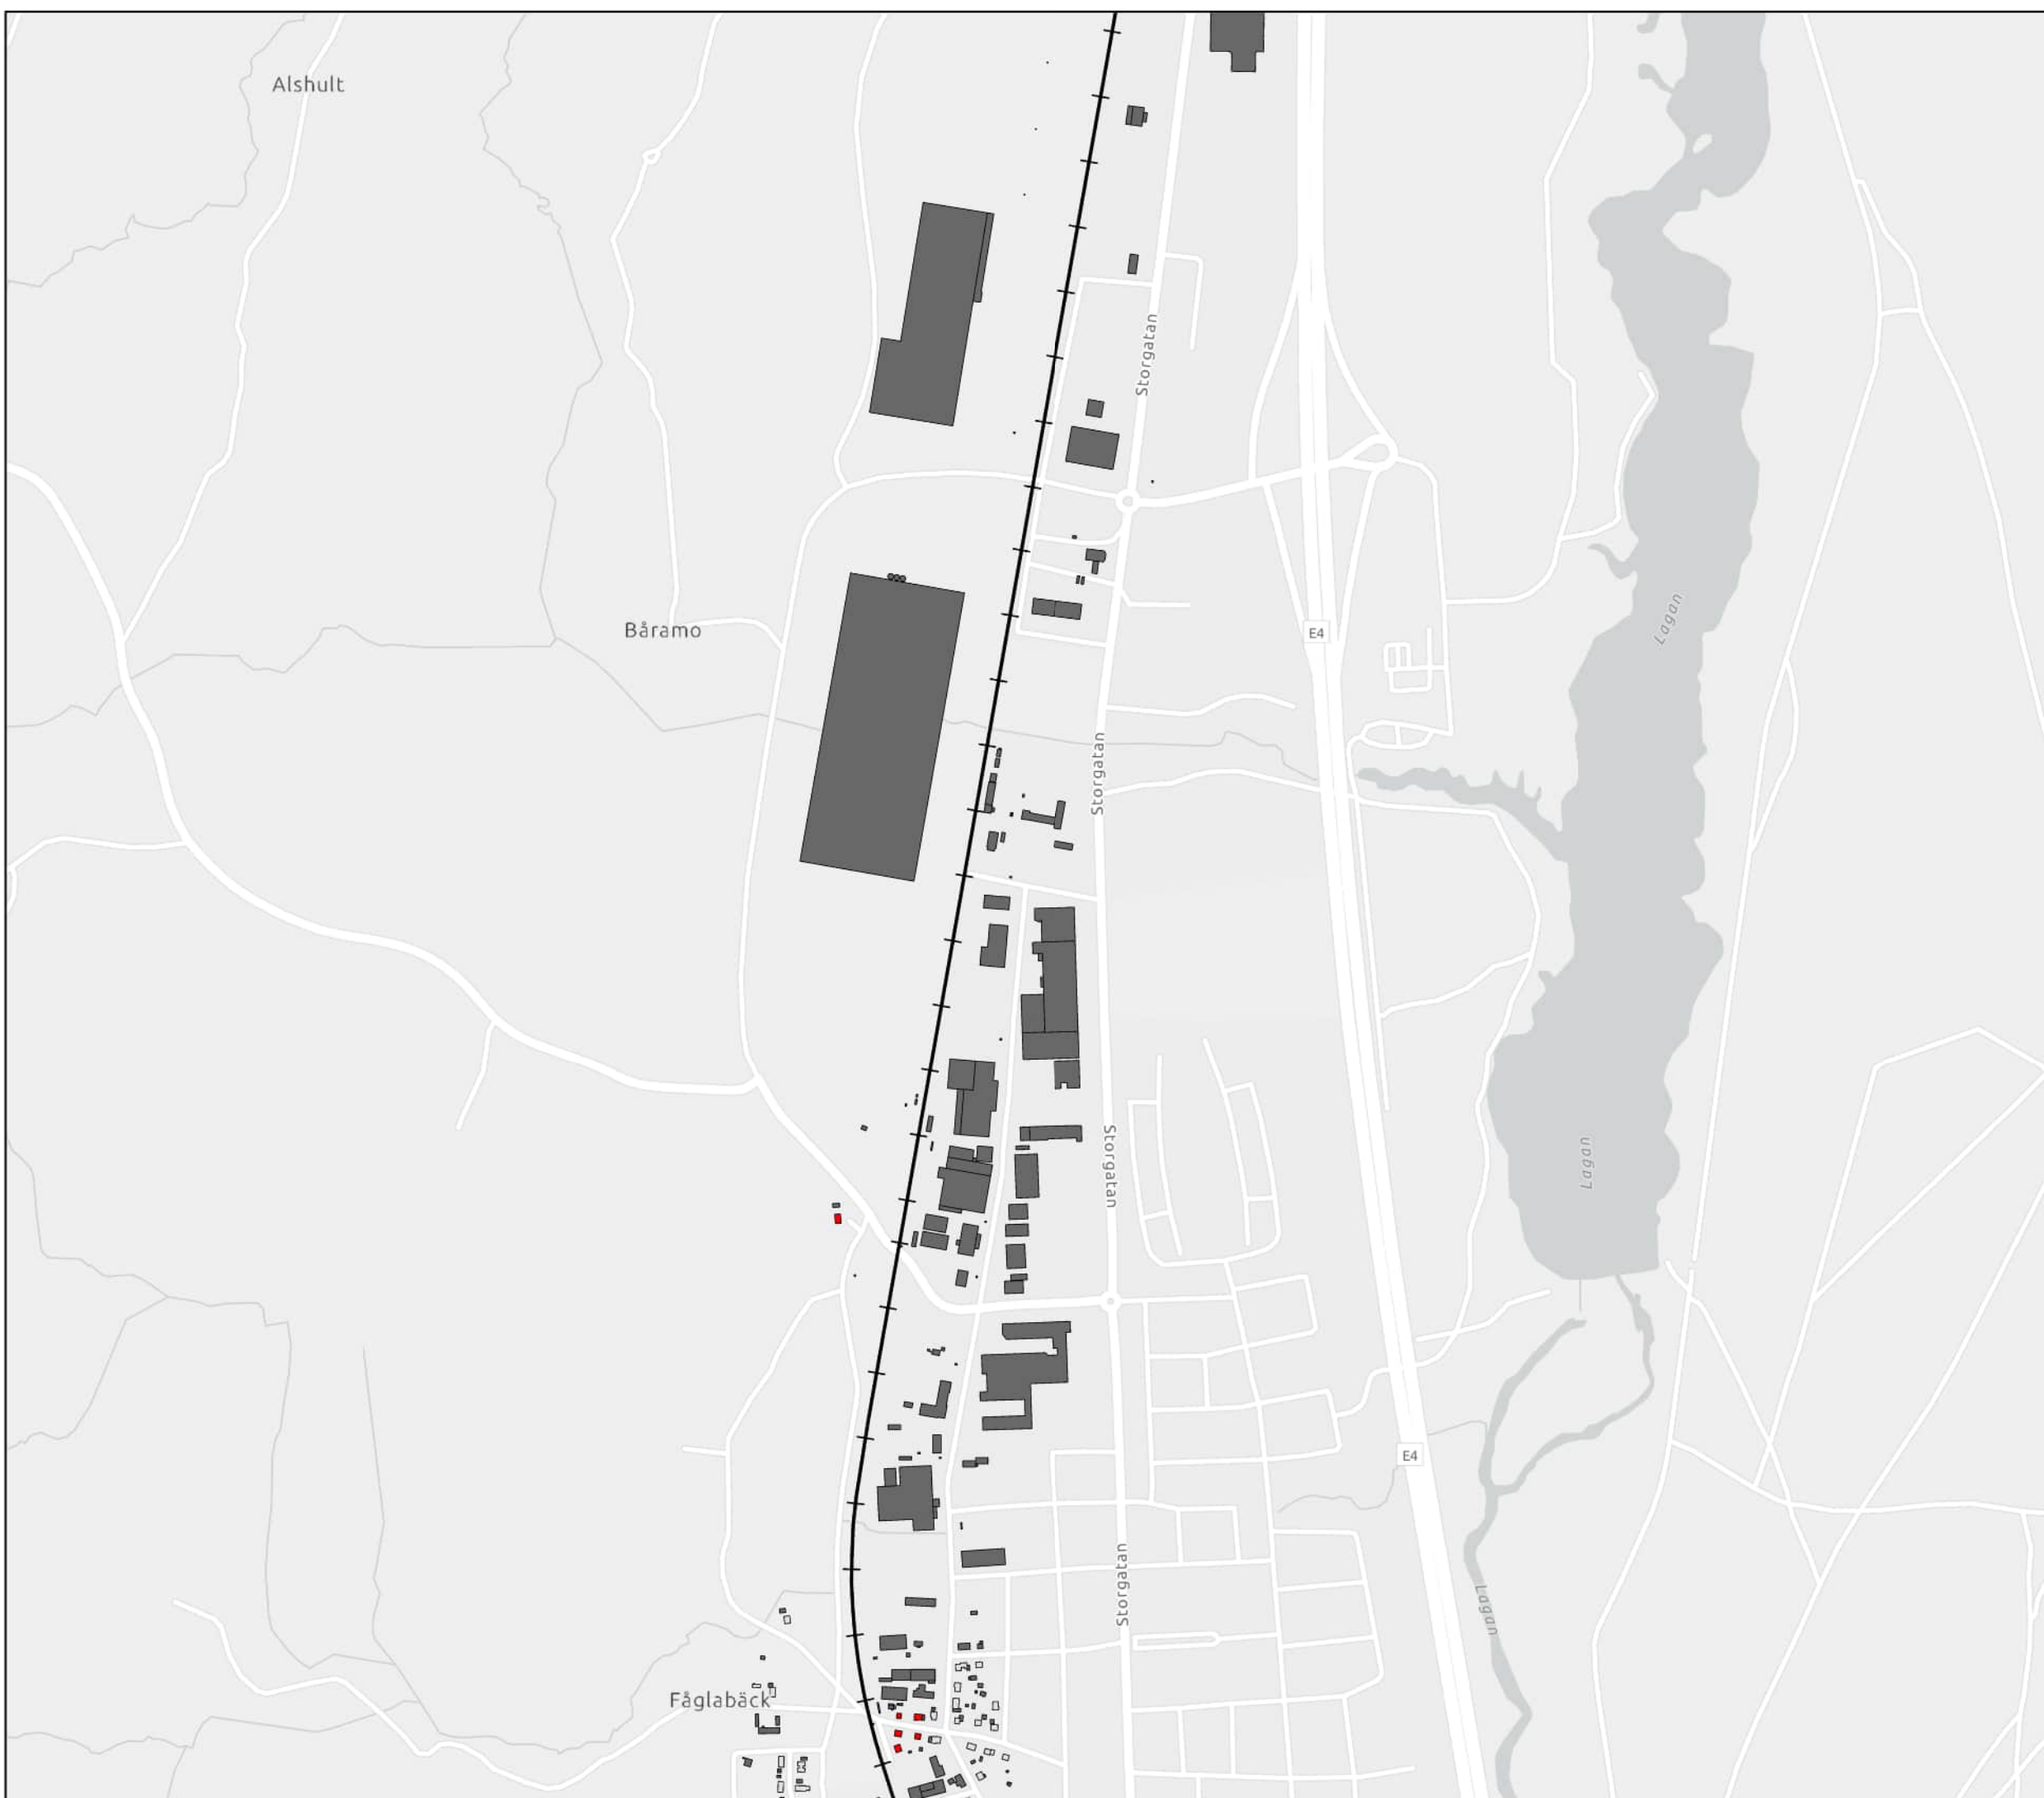 Alshult
Storgatan
Lagan
Båramo
E4
Storgatan
Storgatan
Lagan
E4
Storgatan
Lagan
Fåglabäck